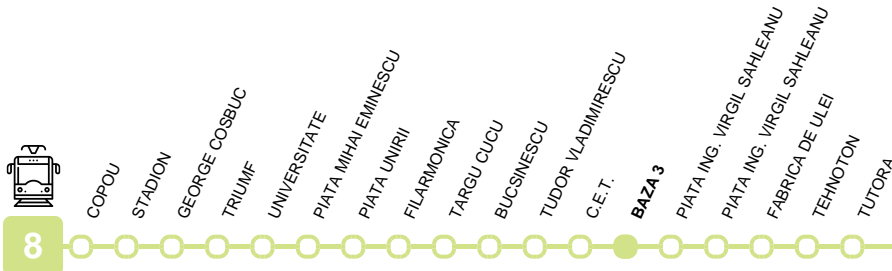 COPOU
STADION
GEORGE COSBUC
TRIUMF
UNIVERSITATE
PIATA MIHAI EMINESCU
PIATA UNIRII
FILARMONICA
TARGU CUCU
BUCSINESCU
TUDOR VLADIMIRESCU
C.E.T.
BAZA 3
PIATA ING. VIRGIL SAHLEANU
PIATA ING. VIRGIL SAHLEANU
FABRICA DE ULEI
TEHNOTON
TUTORA
8